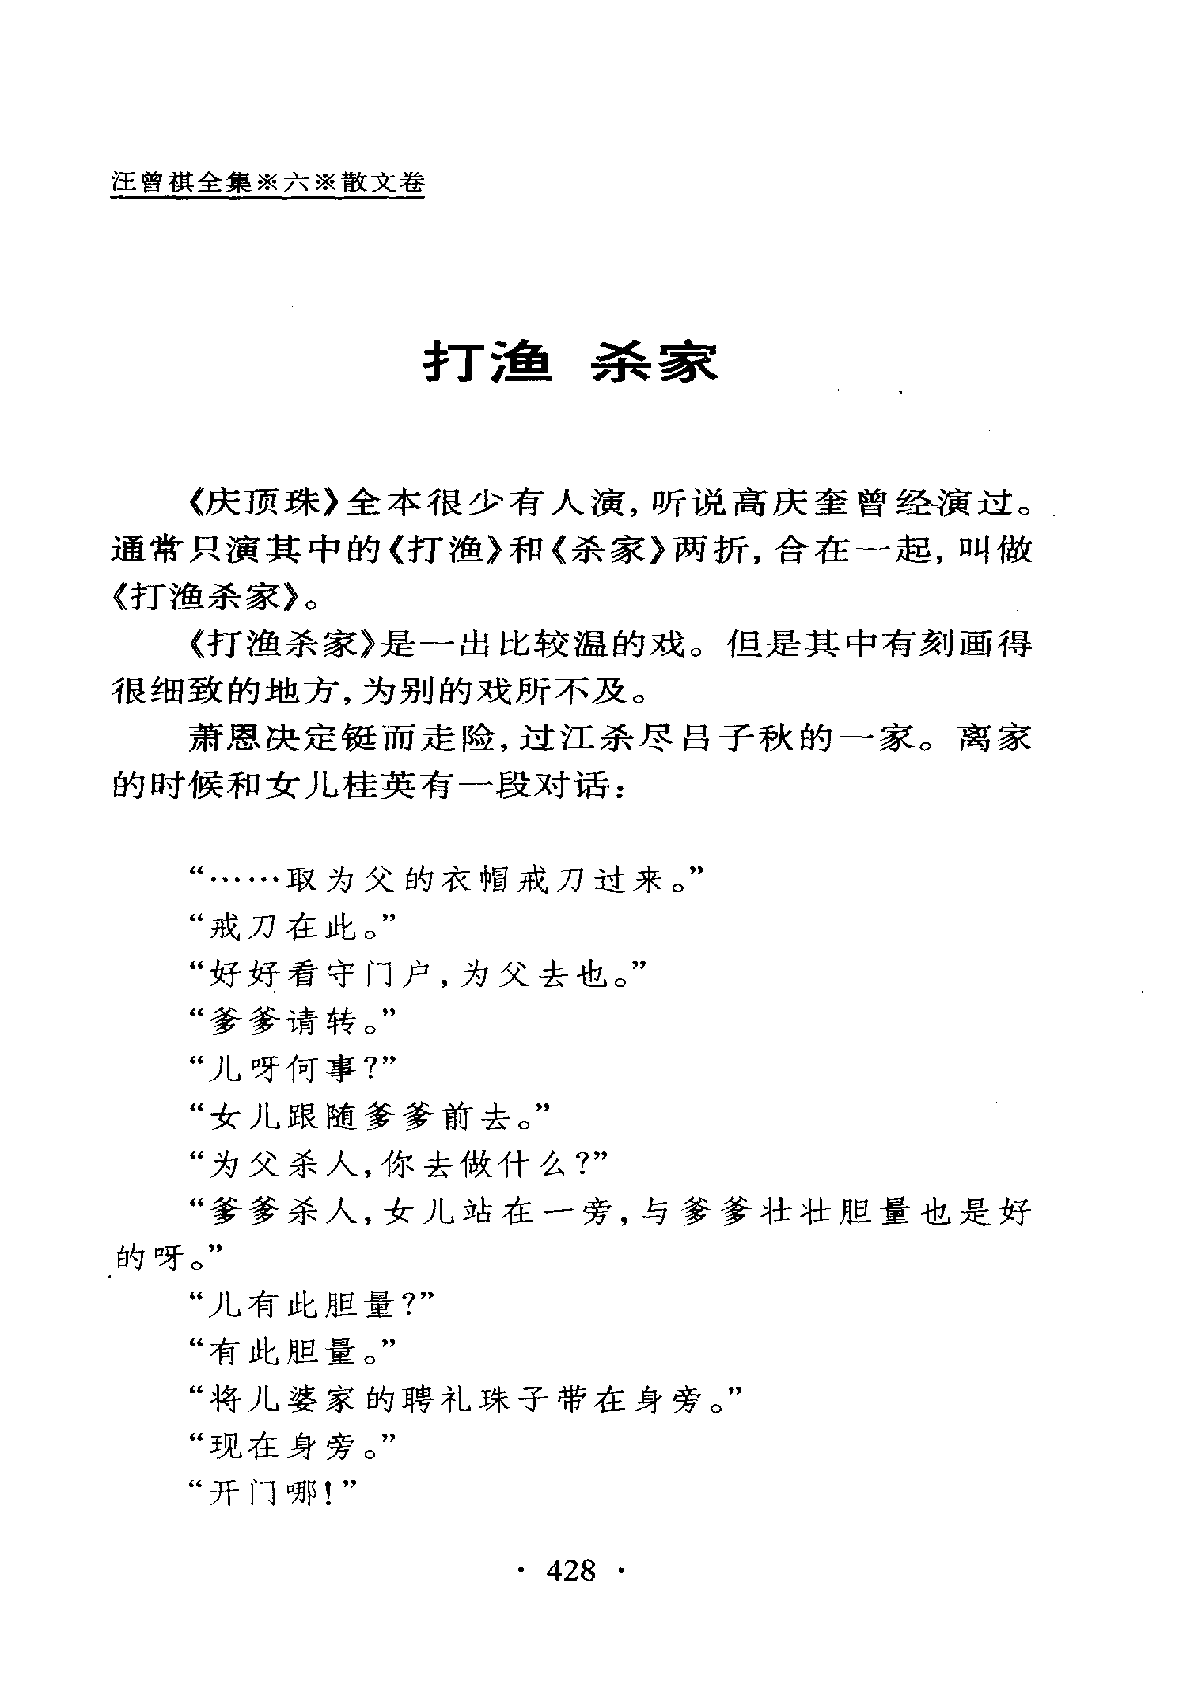 汪曾祺全集※六※散文卷
打渔 杀家
《庆顶珠》全本很少有人演，听说高庆奎曾经演过。
通常只演其中的《打渔》和《杀家》两折，合在一起，叫做
《打渔杀家》。
《打渔杀家》是一出比较温的戏。但是其中有刻画得
很细致的地方，为别的戏所不及。
萧恩决定铤而走险，过江杀尽吕子秋的一家。离家
的时候和女儿桂英有一段对话：
“……取为父的衣帽戒刀过来。”
“戒刀在此。”
“好好看守门户，为父去也。”
“爹爹请转。”
“儿呀何事？”
“女儿跟随爹爹前去。”
“为父杀人，你去做什么？”
“爹爹杀人，女儿站在一旁，与爹爹壮壮胆量也是好
的呀。”
“儿有此胆量？”
“有此胆量。”
“将儿婆家的聘礼珠子带在身旁。”
“现在身旁。”
“开门哪！”
· 428 ·